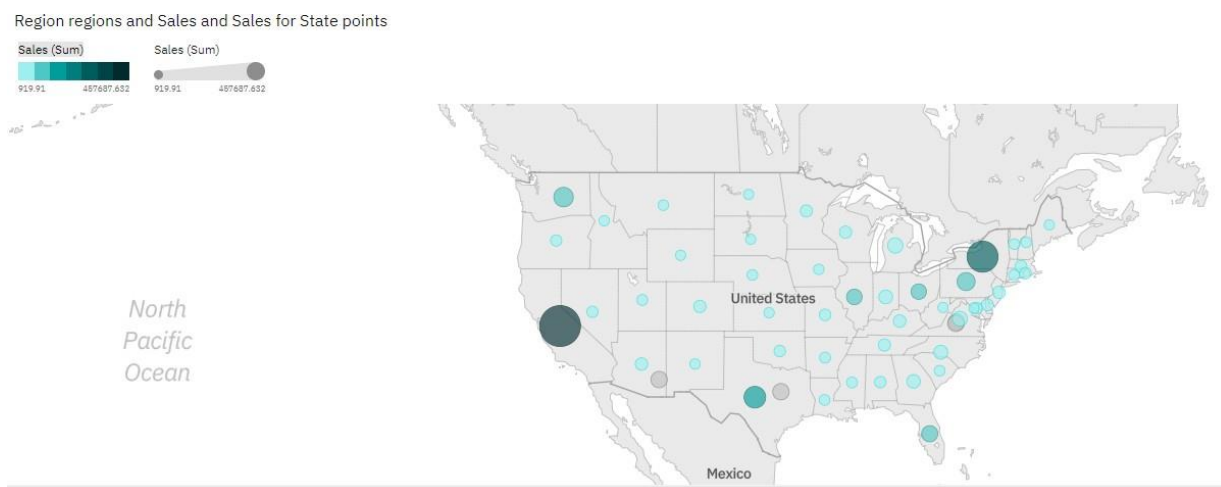 Region regions and Sales and Sales for State points
Sales (Sum) Sales (Sum)
919.91 457687.632 919.91 457687.632
United States
North
Pacific
Ocean
Mexico